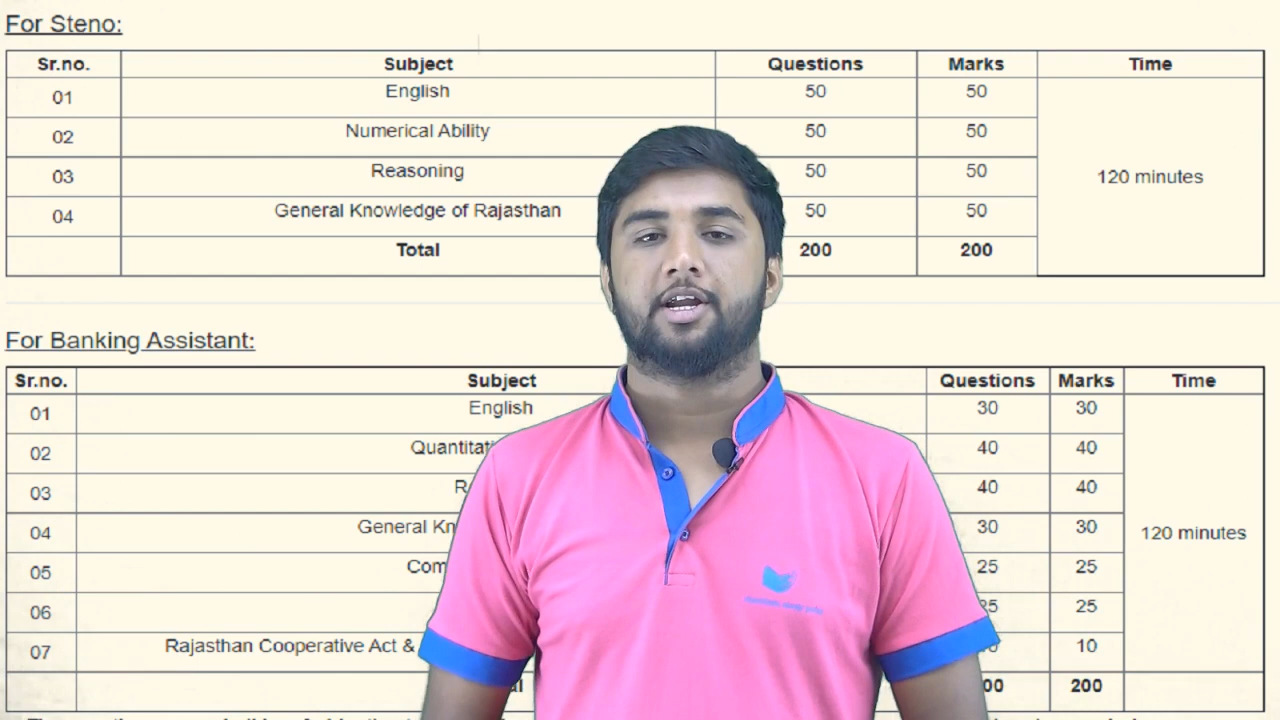 For Steno:
Sr.no. Subject Questions Marks Time
01 English 50 50
02 Numerical Ability 50 50
03 Reasoning 50 50 120 minutes
04 General Knowledge of Rajasthan 50 50
Total 200 200
For Banking Assistant:
Sr.no. Subject Questions Marks Time
01 English 30 30
02 40 40
03 40 40
04 General 30 30 120 minutes
05 25 25
06 25
07 Rajasthan Cooperative Act & 10
200